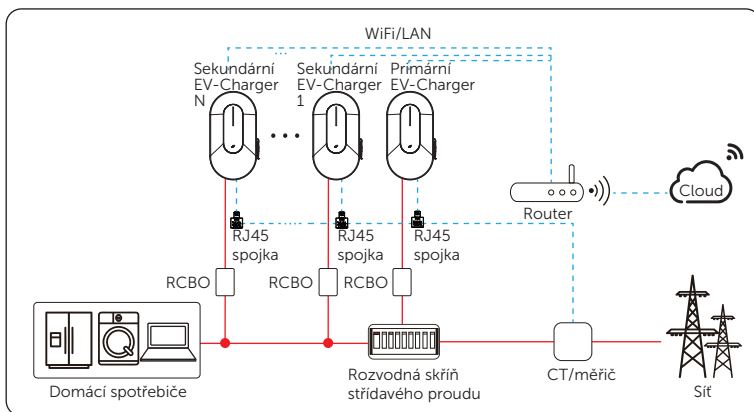 WiFi/LAN
...
Sekundární
EV-Charger
N
Sekundární
EV-Charger
1
Primární
EV-Charger
Cloud
Router
...
RJ45
spojka
RJ45
spojka
RJ45
spojka
RCBO
RCBO
RCBO
Domácí spotřebiče
Rozvodná skříň
střídavého proudu
CT/měřič
Síť